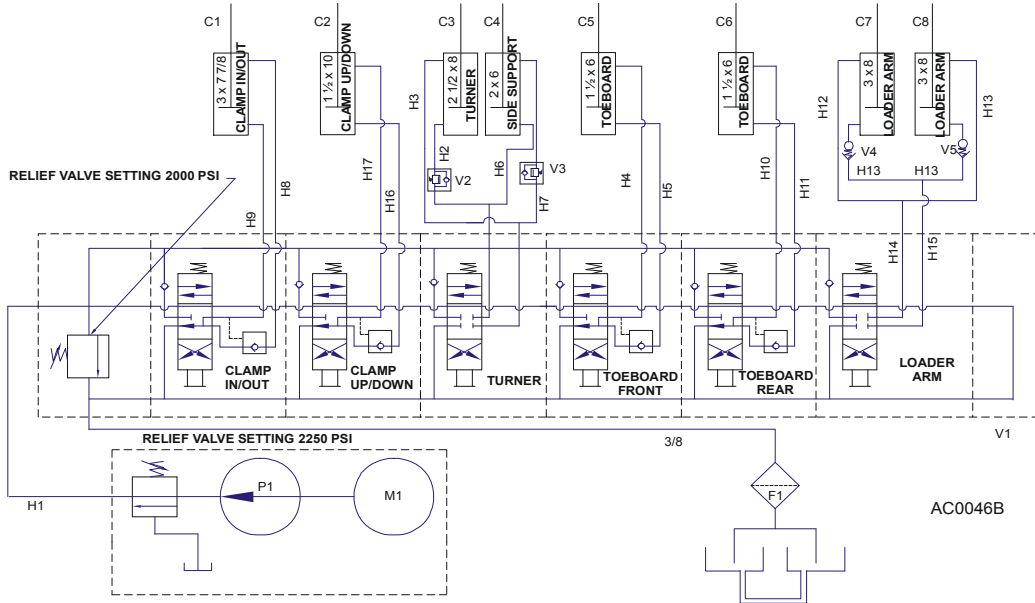 C1
C2
C3
C4
C5
C6
C7
C8
3 x 7 7/8
CLAMP IN/OUT
1 ½ x 10
CLAMP UP/DOWN
2 1/2 x 8
TURNER
2 x 6
SIDE SUPPORT
1 ½ x 6
TOEBOARD
1 ½ x 6
TOEBOARD
3 x 8
LOADER ARM
3 x 8
LOADER ARM
H3
H12
H13
H2
H6
V4
V5
H17
H10
RELIEF VALVE SETTING 2000 PSI
H8
V2
V3
H13
H13
H9
H16
H7
H4
H5
H11
H14
H15
CLAMP
IN/OUT
CLAMP
UP/DOWN
TURNER
TOEBOARD
FRONT
TOEBOARD
REAR
LOADER
ARM
V1
RELIEF VALVE SETTING 2250 PSI
3/8
H1
P1
M1
F1
AC0046B